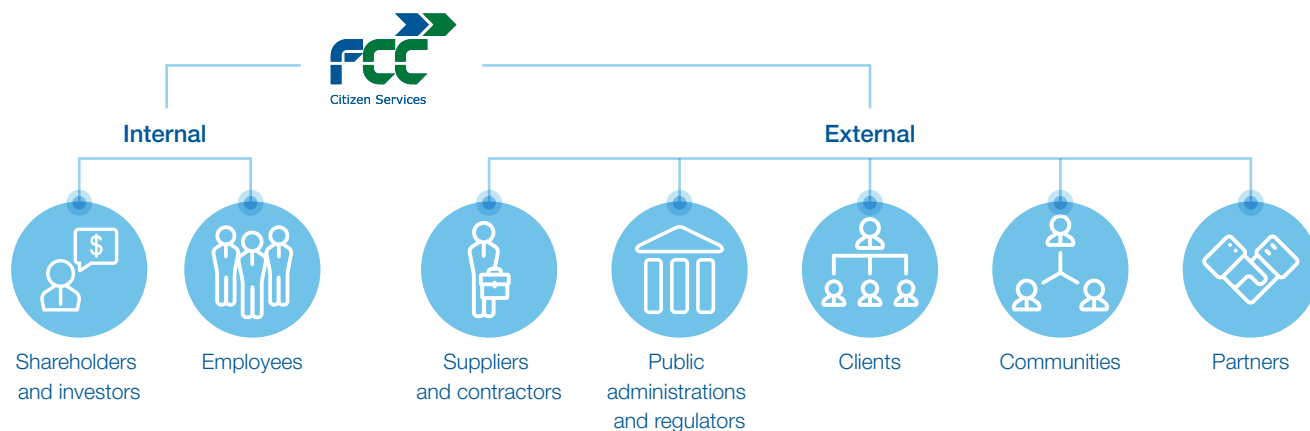 FCC
Citizen Services
Internal
External
$
Shareholders
and investors
Employees
Suppliers
and contractors
Public
administrations
and regulators
Clients
Communities
Partners